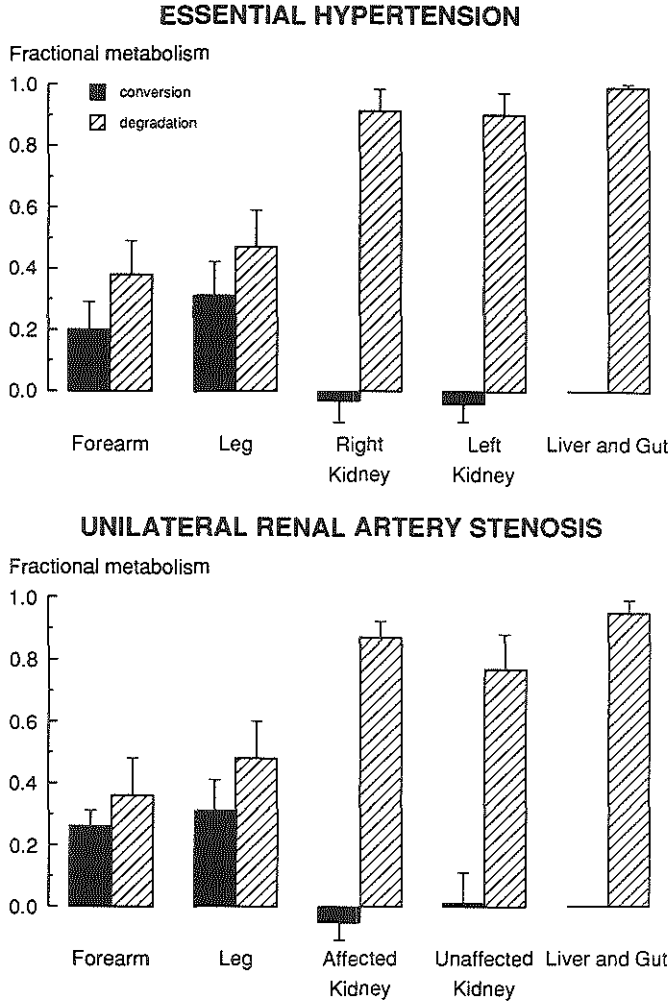 ESSENTIAL HYPERTENSION
Fractional metabolism
1.0
0.8
0.6
0.4
0.2
0.0
conversion
degradation
Forearm Leg Right Left Liver and Gut
Kidney Kidney
UNILATERAL RENAL ARTERY STENOSIS
Fractional metabolism
1.0
0.8
0.6
0.4
0.2
0.0
Forearm Leg Affected Unaffected Liver and Gut
Kidney Kidney